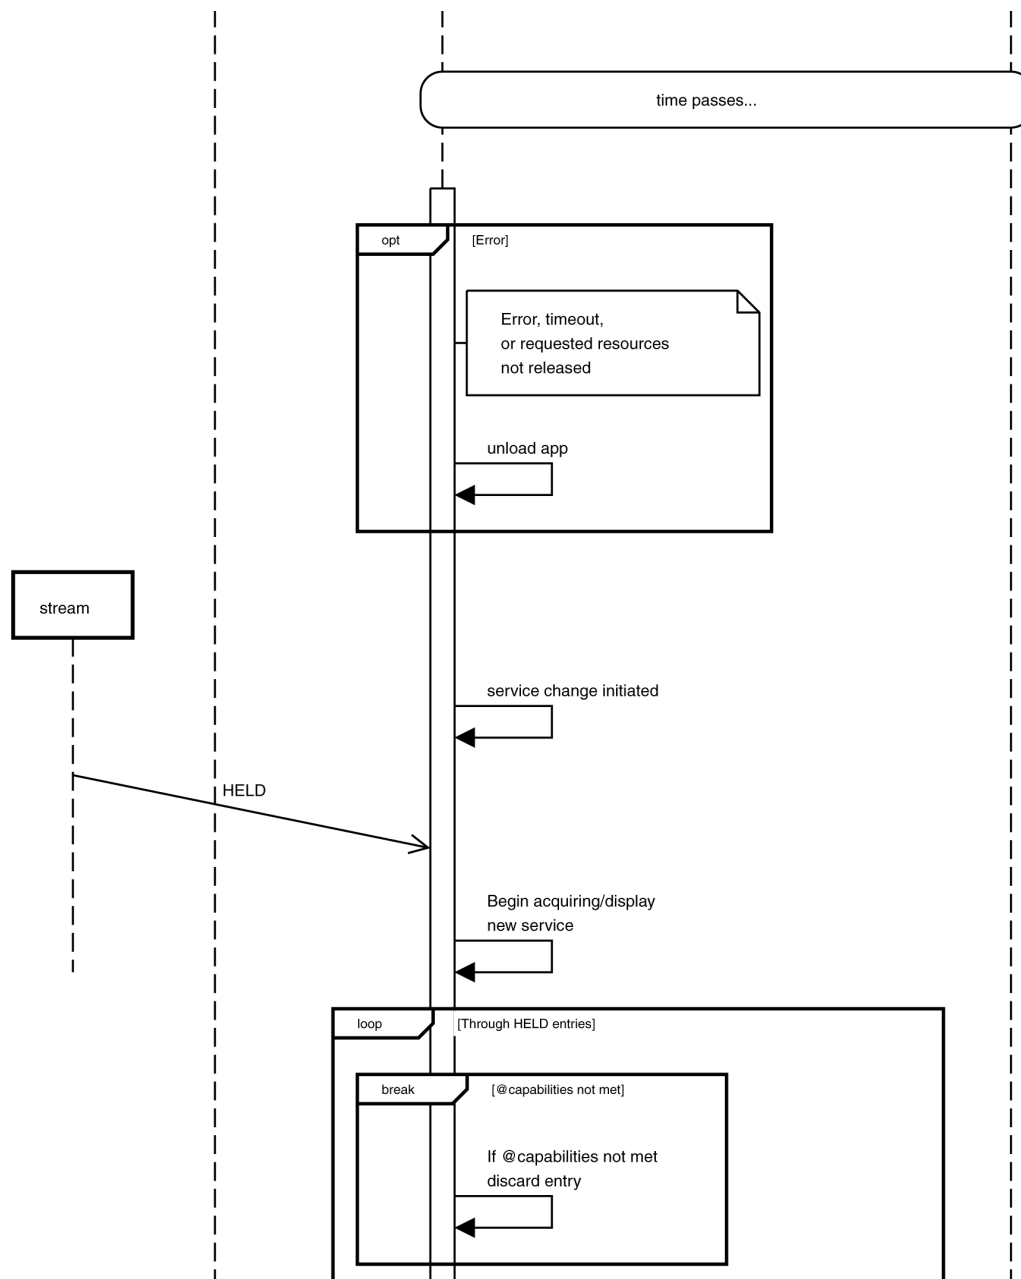 time passes...
opt
[Error]
Error, timeout,
or requested resources
not released
unload app
stream
service change initiated
HELD
Begin acquiring/display
new service
loop
[Through HELD entries]
break
[@capabilities not met]
If @capabilities not met
discard entry